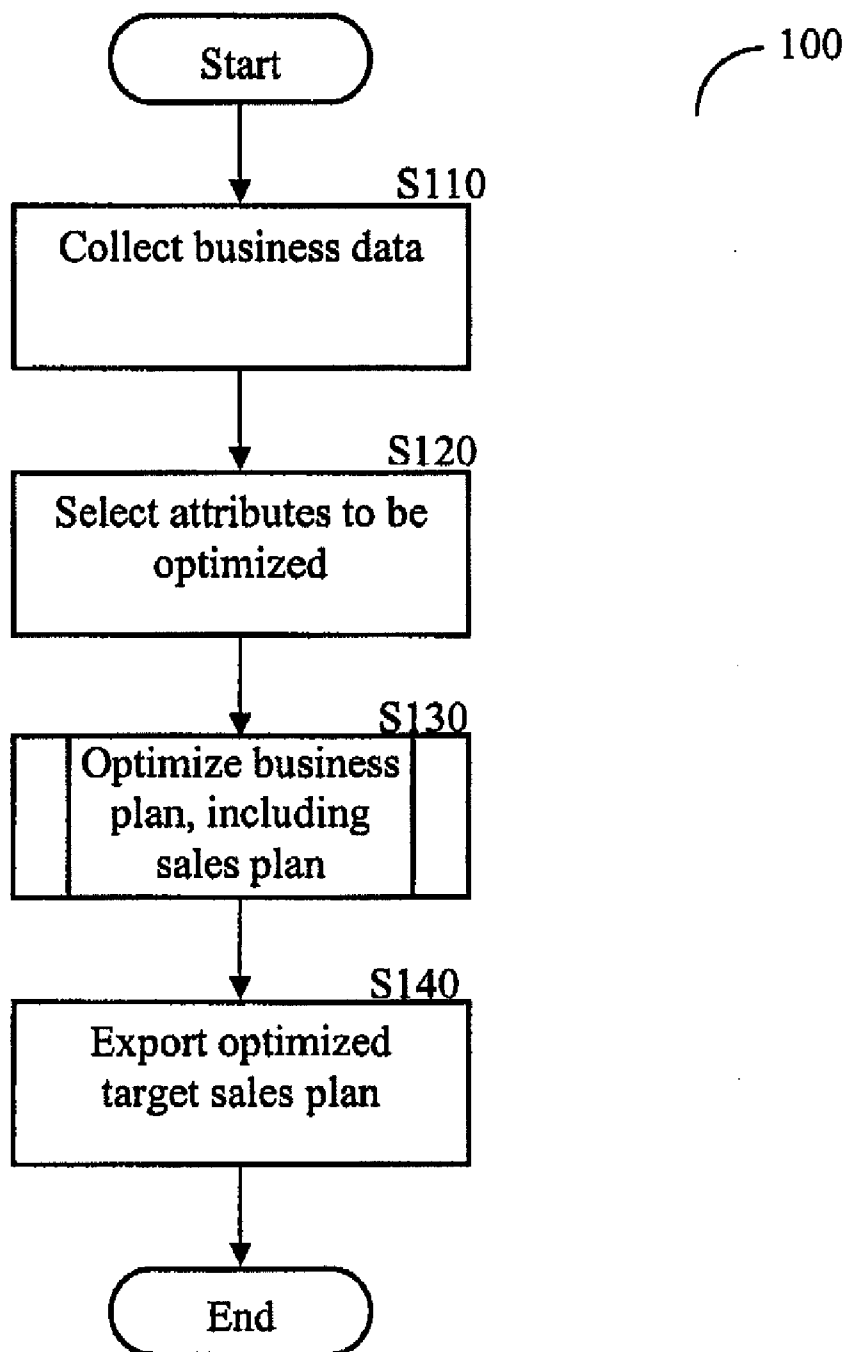 Start
100
S110
Collect business data
S120
Select attributes to be
optimized
S130
Optimize business
plan, including
sales plan
S140
Export optimized
target sales plan
End